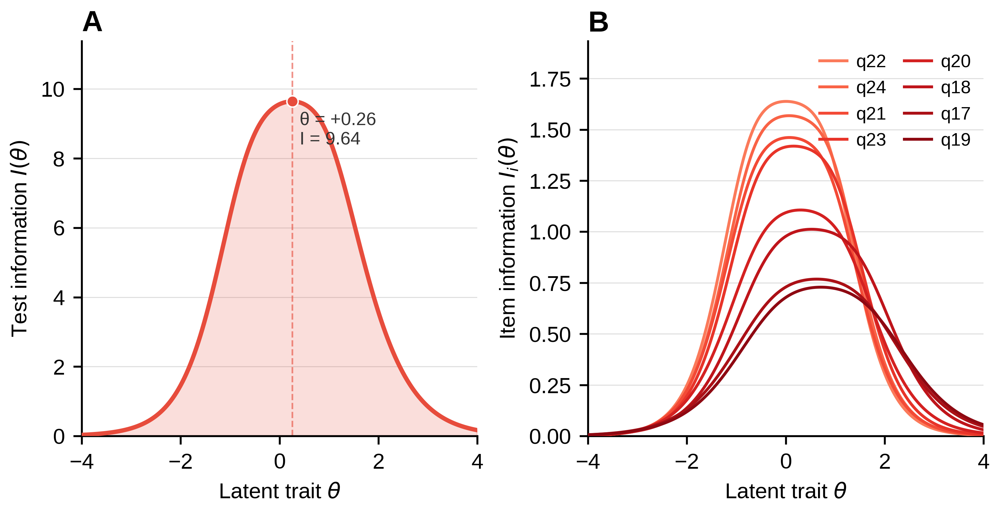 A
10
8
6
4
2
0
−4
−2
0
2
4
Test information I(θ)
Latent trait θ
θ = +0.26
I = 9.64
B
1.75
1.50
1.25
1.00
0.75
0.50
0.25
0.00
−4
−2
0
2
4
Item information Iᵢ(θ)
Latent trait θ
q22
q24
q21
q23
q20
q18
q17
q19